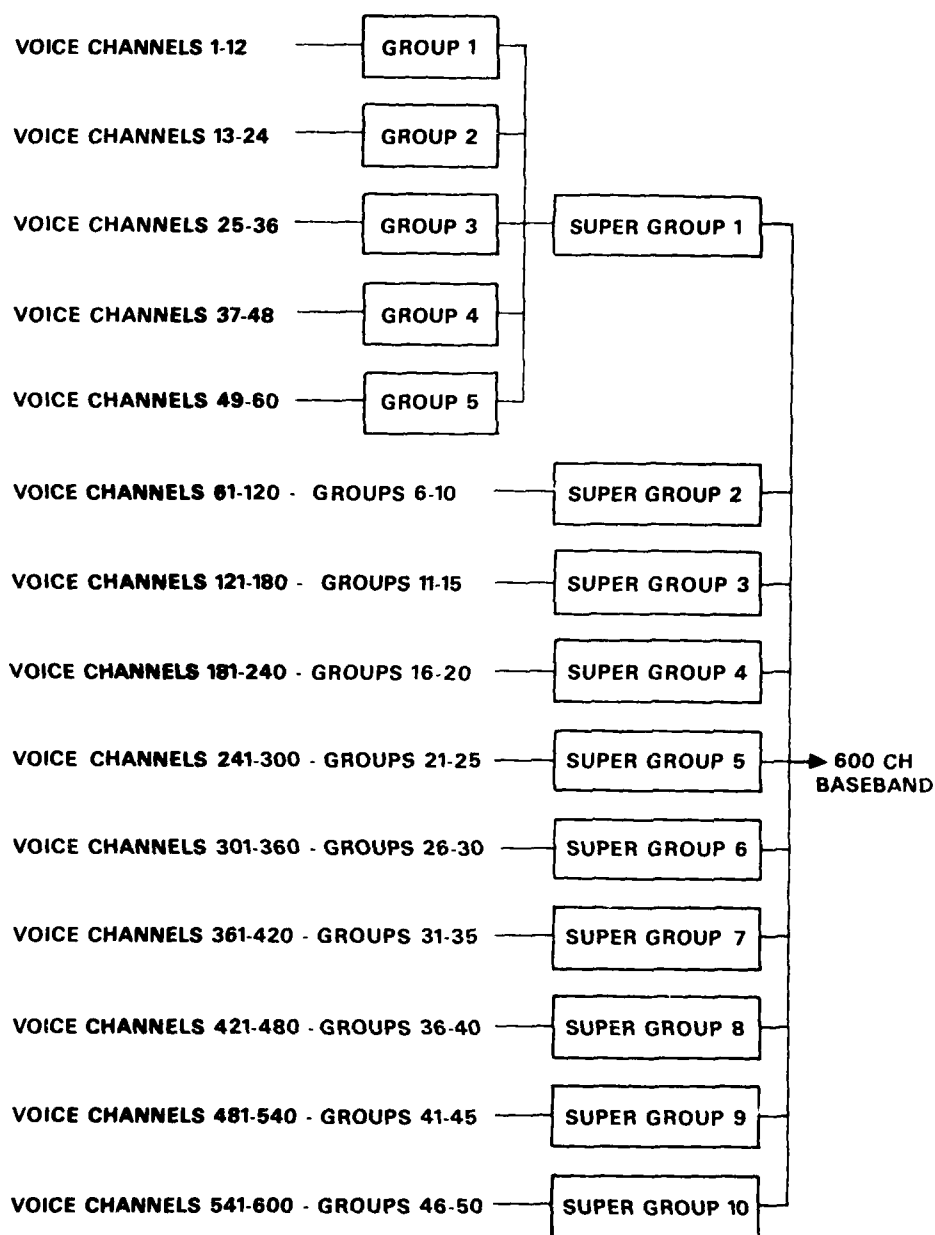 VOICE CHANNELS 1-12 GROUP 1
VOICE CHANNELS 13-24 GROUP 2
VOICE CHANNELS 25-36 GROUP 3 SUPER GROUP 1
VOICE CHANNELS 37-48 GROUP 4
VOICE CHANNELS 49-60 GROUP 5
VOICE CHANNELS 61-120 - GROUPS 6-10 SUPER GROUP 2
VOICE CHANNELS 121-180 - GROUPS 11-15 SUPER GROUP 3
VOICE CHANNELS 181-240 - GROUPS 16-20 SUPER GROUP 4
VOICE CHANNELS 241-300 - GROUPS 21-25 SUPER GROUP 5 600 CH
BASEBAND
VOICE CHANNELS 301-360 - GROUPS 26-30 SUPER GROUP 6
VOICE CHANNELS 361-420 - GROUPS 31-35 SUPER GROUP 7
VOICE CHANNELS 421-480 - GROUPS 36-40 SUPER GROUP 8
VOICE CHANNELS 481-540 - GROUPS 41-45 SUPER GROUP 9
VOICE CHANNELS 541-600 - GROUPS 46-50 SUPER GROUP 10